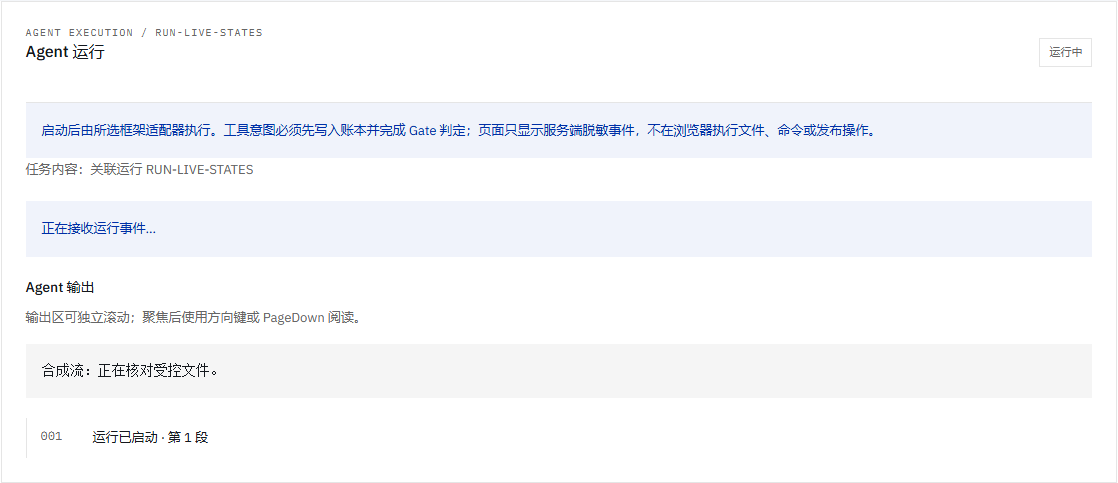 AGENT EXECUTION / RUN-LIVE-STATES
Agent 运行
运行中
启动后由所选框架适配器执行。工具意图必须先写入账本并完成 Gate 判定；页面只显示服务端脱敏事件，不在浏览器执行文件、命令或发布操作。
任务内容：关联运行 RUN-LIVE-STATES
正在接收运行事件...
Agent 输出
输出区可独立滚动；聚焦后使用方向键或 PageDown 阅读。
合成流：正在核对受控文件。
001 运行已启动 · 第 1 段